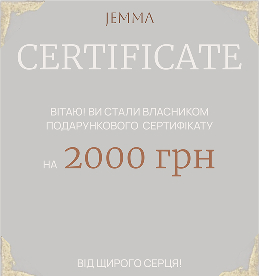 JEMMA
CERTIFICATE
ВІТАЮ! ВИ СТАЛИ ВЛАСНИКОМ
ПОДАРУНКОВОГО СЕРТИФІКАТУ
НА 2000 грн
ВІД ЩИРОГО СЕРЦЯ!